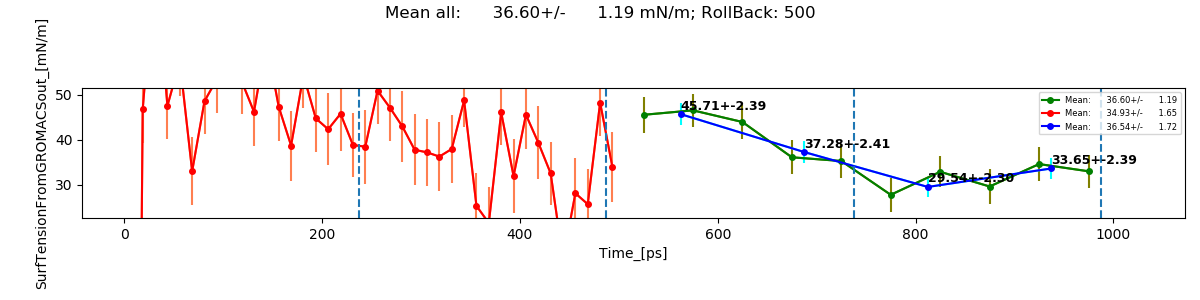 Mean all: 36.60+/- 1.19 mN/m; RollBack: 500
SurfTensionFromGROMACSout_[mN/m]
50
40
30
45.71+-2.39
37.28+-2.41
29.54+-2.30
33.65+-2.39
Mean: 36.60+/- 1.19
Mean: 34.93+/- 1.65
Mean: 36.54+/- 1.72
0 200 400 600 800 1000
Time_[ps]